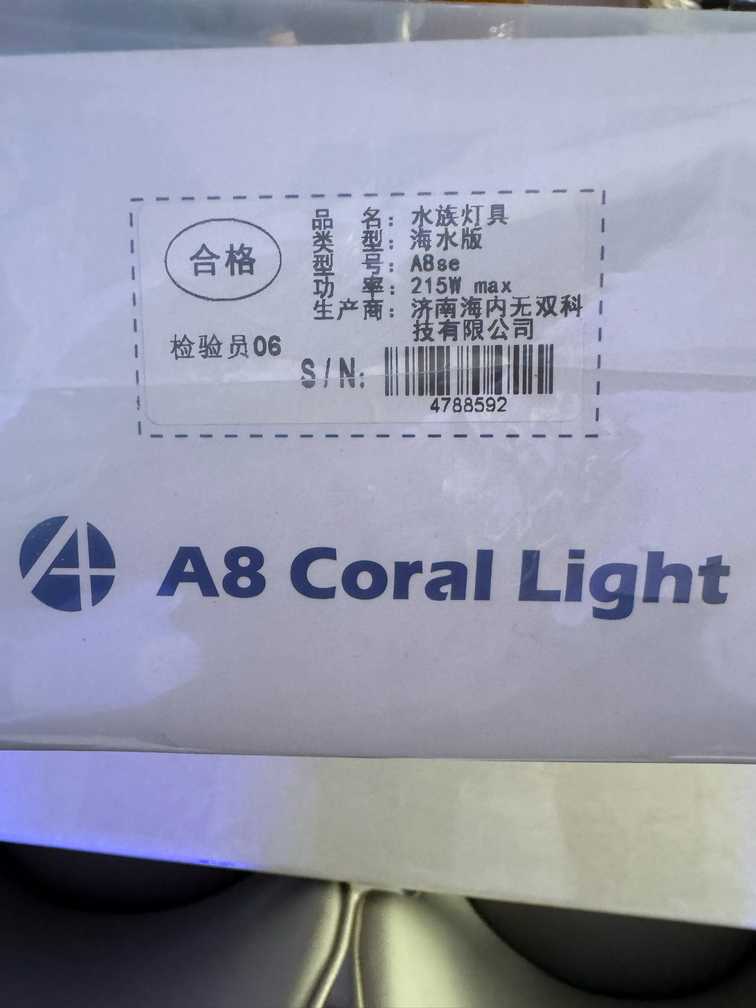 合格
检验员06
品 名：水族灯具
类 型：海水版
型 号：A8se
功 率：215W max
生产商：济南海内无双科
技有限公司
S/N:
4788592
A8 Coral Light